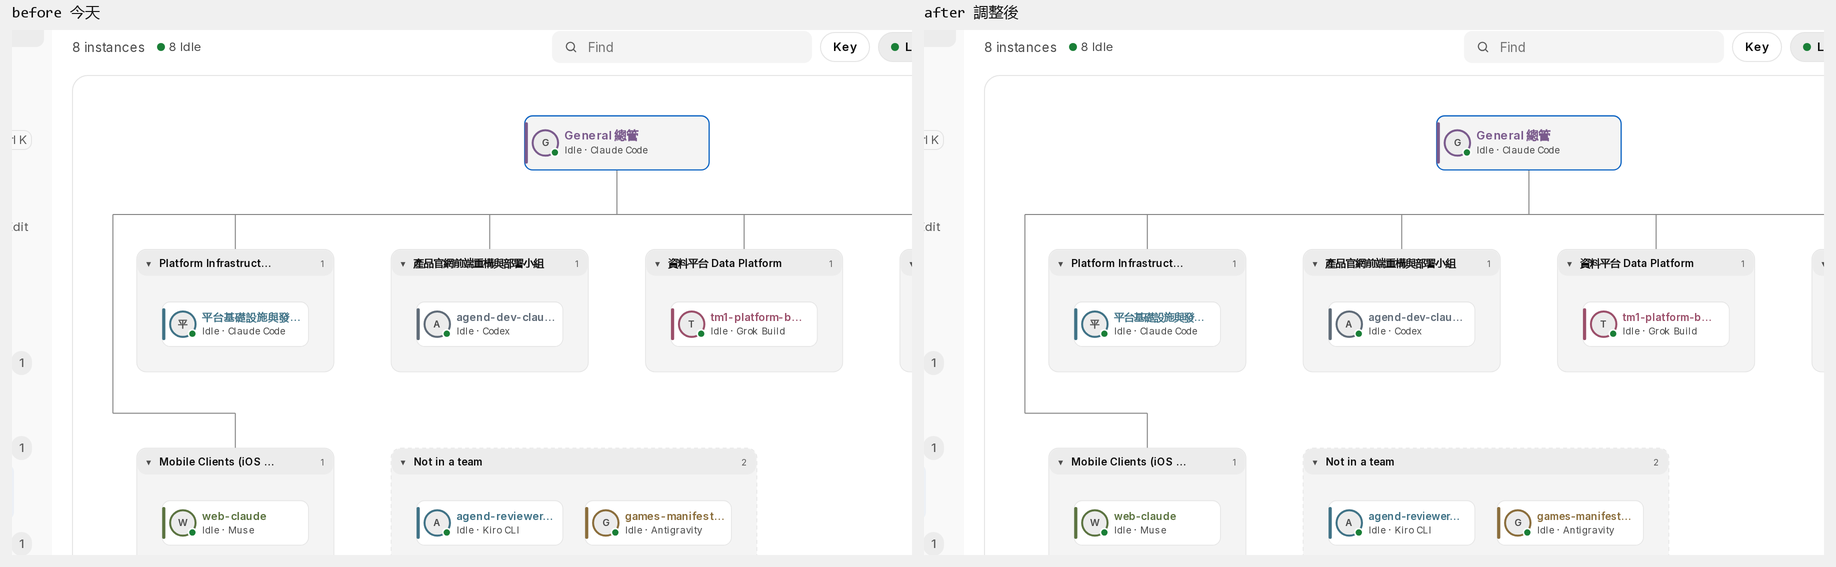 before 今天
8 instances 8 Idle Find Key L
l K
General 總管
G
Idle · Claude Code
dit
▼ Platform Infrastruct... 1
▼ 產品官網前端重構與部署小組 1
▼ 資料平台 Data Platform 1
平 平台基礎設施與發...
Idle · Claude Code
A agend-dev-clau...
Idle · Codex
T tm1-platform-b...
Idle · Grok Build
1
1
▼ Mobile Clients (iOS ... 1
▼ Not in a team 2
W web-claude
Idle · Muse
A agend-reviewer...
Idle · Kiro CLI
G games-manifest...
Idle · Antigravity
1
after 調整後
8 instances 8 Idle Find Key L
l K
General 總管
G
Idle · Claude Code
dit
▼ Platform Infrastruct... 1
▼ 產品官網前端重構與部署小組 1
▼ 資料平台 Data Platform 1
平 平台基礎設施與發...
Idle · Claude Code
A agend-dev-clau...
Idle · Codex
T tm1-platform-b...
Idle · Grok Build
1
1
▼ Mobile Clients (iOS ... 1
▼ Not in a team 2
W web-claude
Idle · Muse
A agend-reviewer...
Idle · Kiro CLI
G games-manifest...
Idle · Antigravity
1